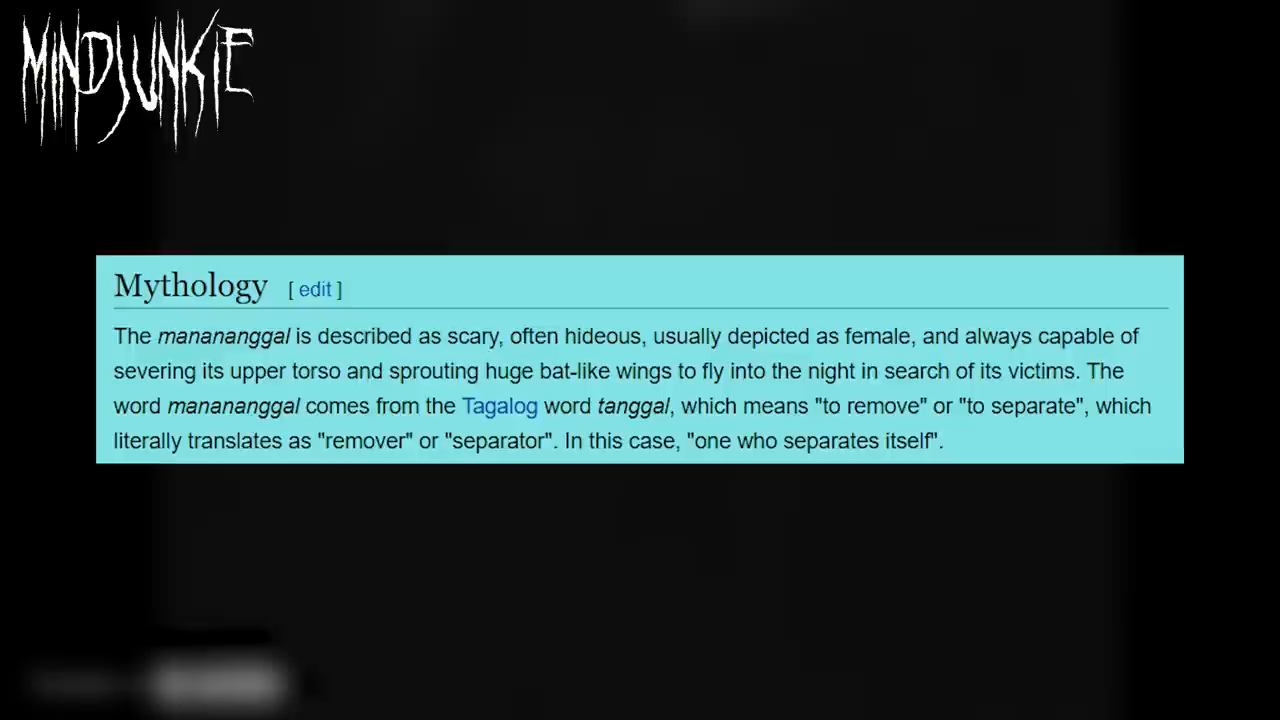 MINDJUNKIE
Mythology [ edit ]
The manananggal is described as scary, often hideous, usually depicted as female, and always capable of
severing its upper torso and sprouting huge bat-like wings to fly into the night in search of its victims. The
word manananggal comes from the Tagalog word tanggal, which means "to remove" or "to separate", which
literally translates as "remover" or "separator". In this case, "one who separates itself".